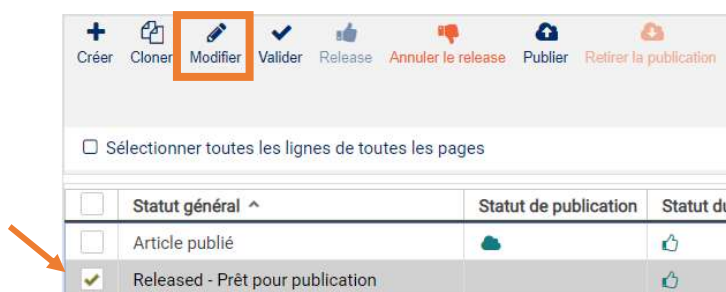 Créer Cloner Modifier Valider Release Annuler le release Publier Retirer la publication
Sélectionner toutes les lignes de toutes les pages
Statut général Statut de publication Statut du
Article publié
Released - Prêt pour publication